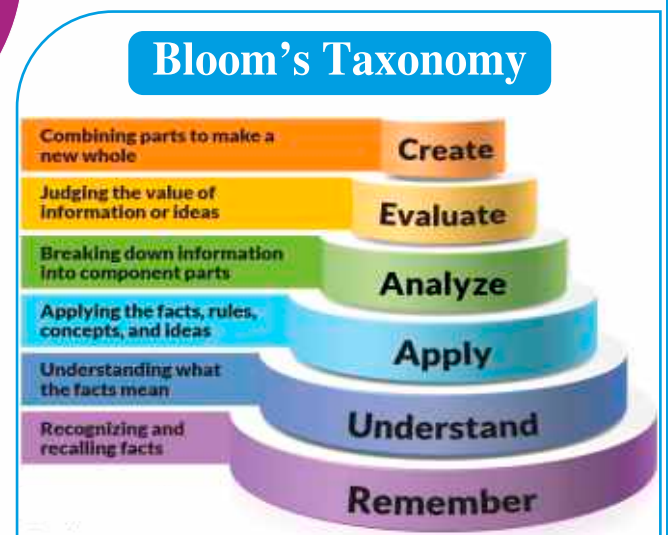 Bloom's Taxonomy
Combining parts to make a
new whole
Create
Judging the value of
information or ideas
Evaluate
Breaking down information
into component parts
Analyze
Applying the facts, rules,
concepts, and ideas
Apply
Understanding what
the facts mean
Understand
Recognizing and
recalling facts
Remember